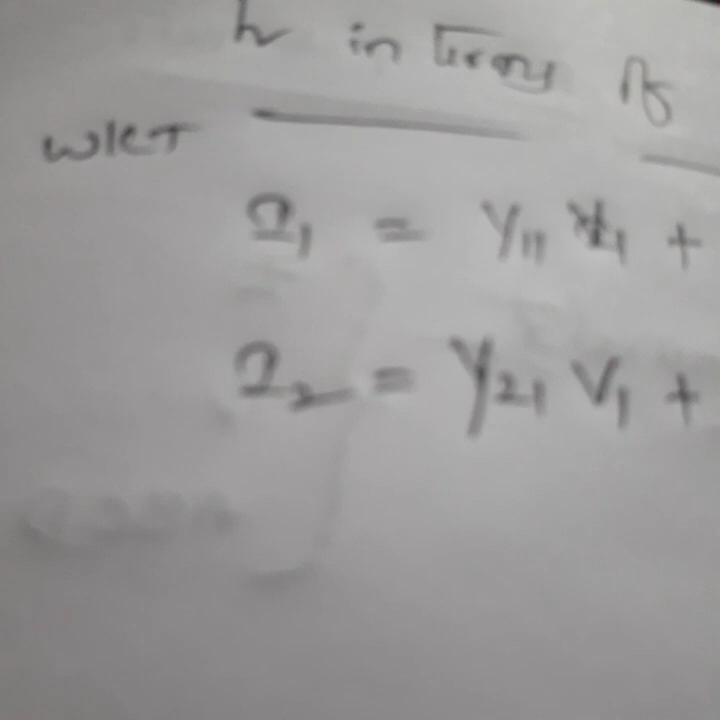 h in terms of
WKT
I₁ = Y₁₁ V₁ +
I₂ = Y₂₁ V₁ +